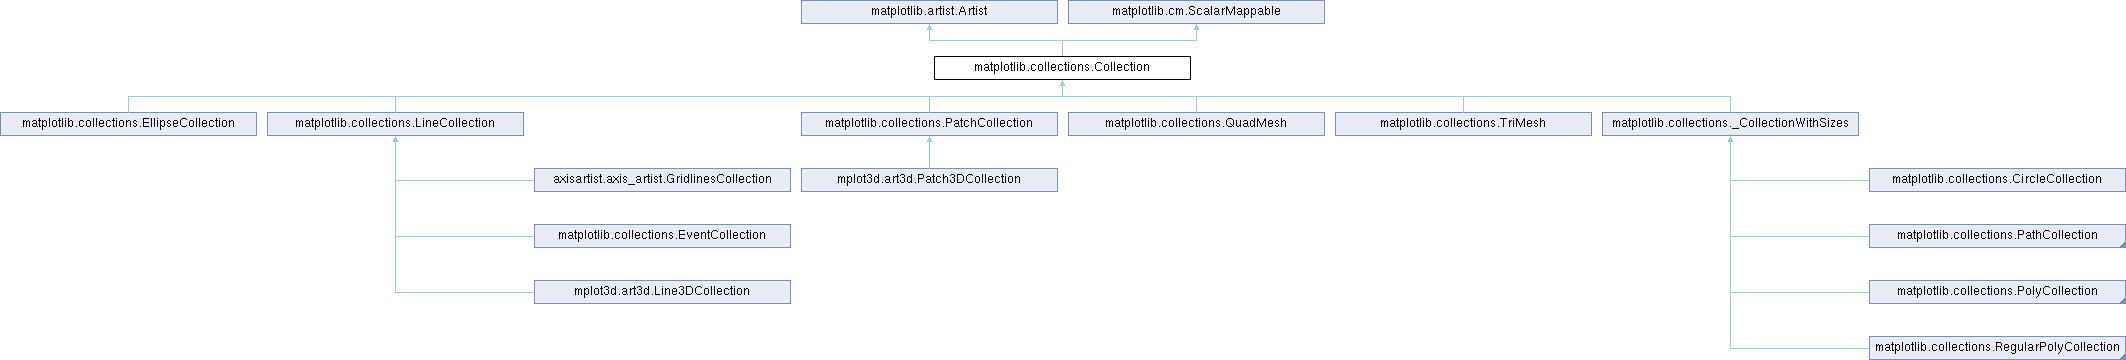 matplotlib.artist.Artist
matplotlib.cm.ScalarMappable
matplotlib.collections.Collection
matplotlib.collections.EllipseCollection
matplotlib.collections.LineCollection
matplotlib.collections.PatchCollection
matplotlib.collections.QuadMesh
matplotlib.collections.TriMesh
matplotlib.collections._CollectionWithSizes
axisartist.axis_artist.GridlinesCollection
mplot3d.art3d.Patch3DCollection
matplotlib.collections.CircleCollection
matplotlib.collections.EventCollection
matplotlib.collections.PathCollection
mplot3d.art3d.Line3DCollection
matplotlib.collections.PolyCollection
matplotlib.collections.RegularPolyCollection